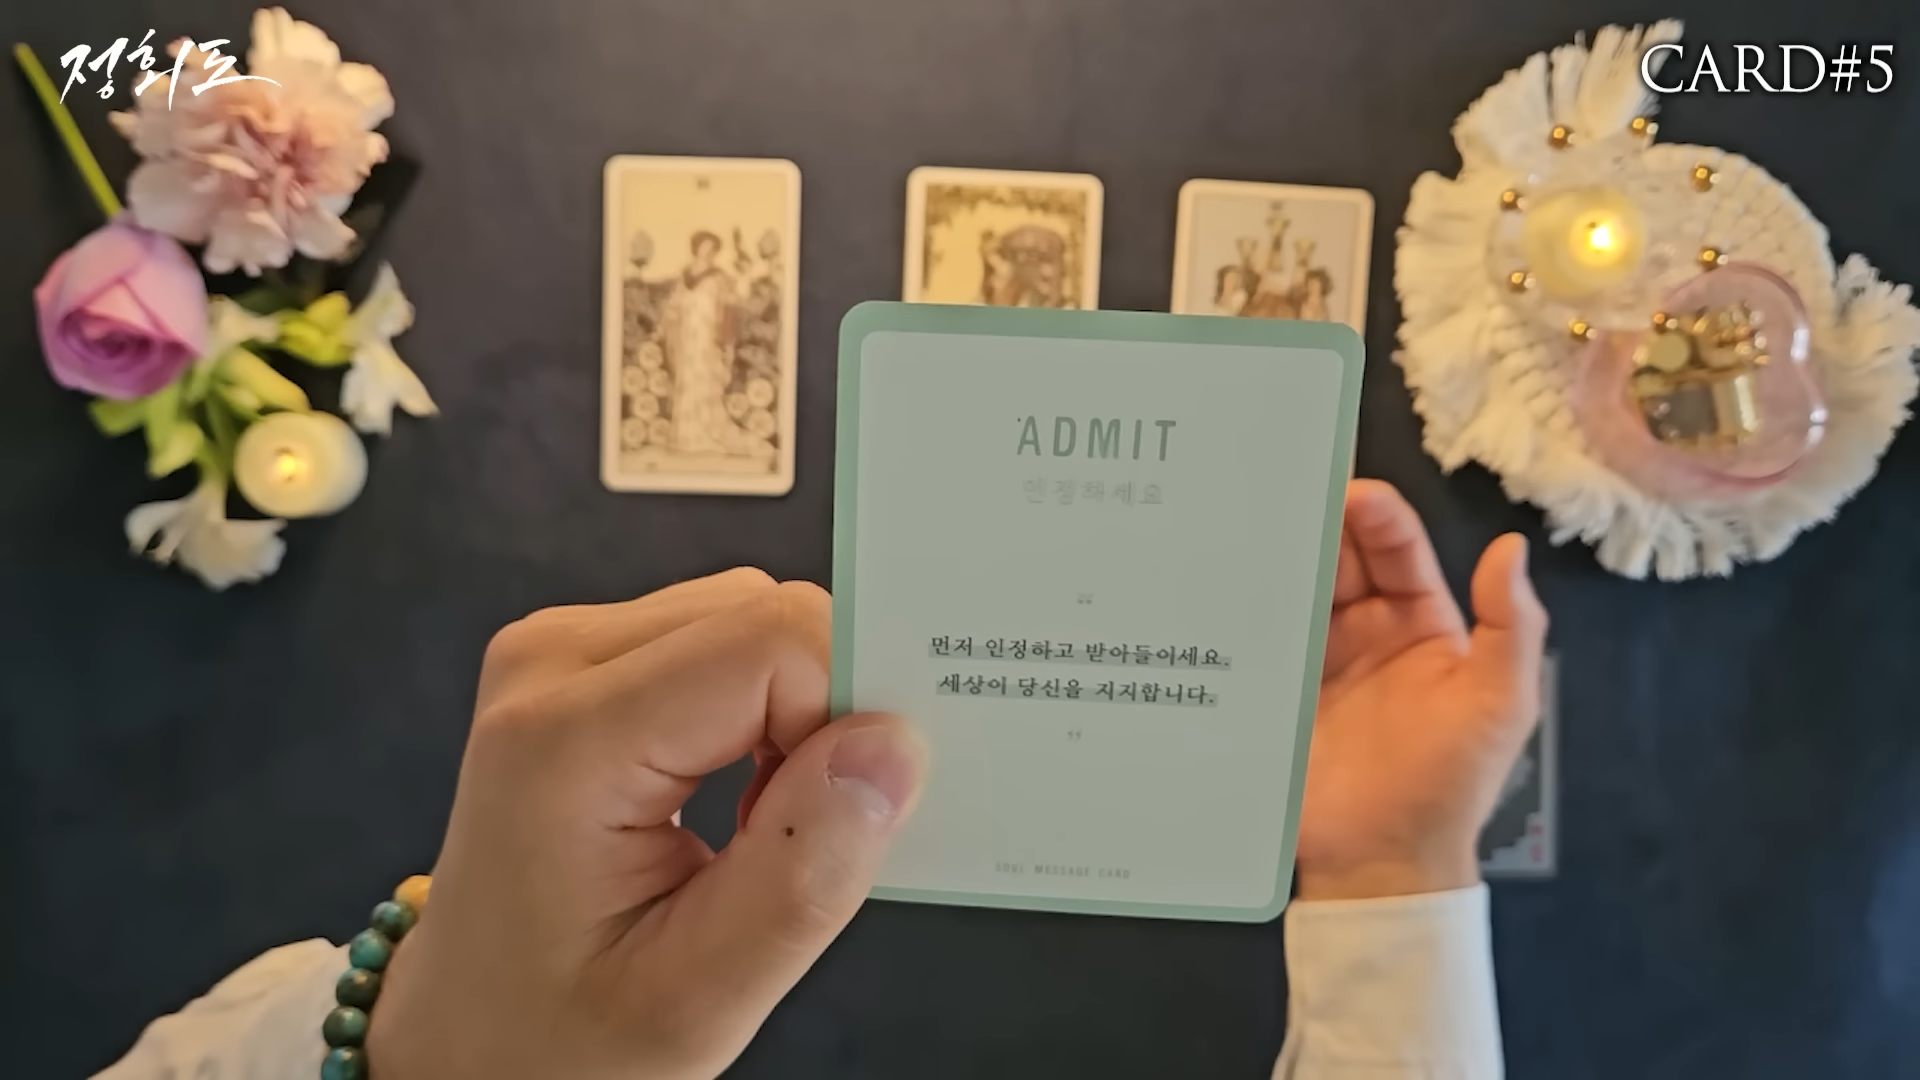 정회도
CARD#5
ADMIT
인정하세요
“
먼저 인정하고 받아들이세요.
세상이 당신을 지지합니다.
”
SOUL MESSAGE CARD